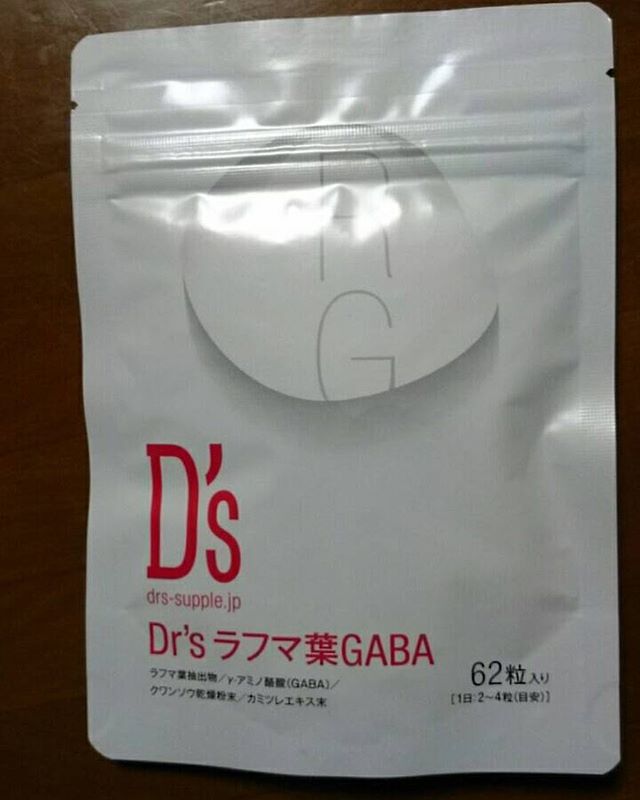 R
G
D's
drs-supple.jp
Dr's ラフマ葉GABA
ラフマ葉抽出物/γ-アミノ酪酸(GABA)/
クワンソウ乾燥粉末/カミツレエキス末
62粒入り
[1日:2〜4粒(目安)]